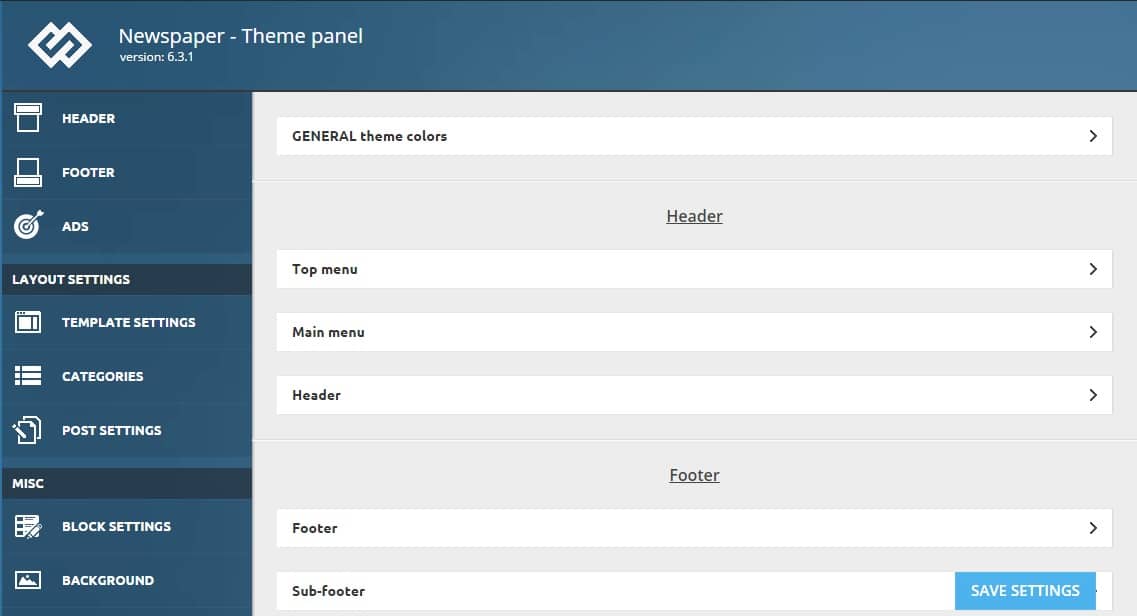 Newspaper - Theme panel
version: 6.3.1
HEADER
FOOTER
ADS
LAYOUT SETTINGS
TEMPLATE SETTINGS
CATEGORIES
POST SETTINGS
MISC
BLOCK SETTINGS
BACKGROUND
GENERAL theme colors
Header
Top menu
Main menu
Header
Footer
Footer
Sub-footer
SAVE SETTINGS